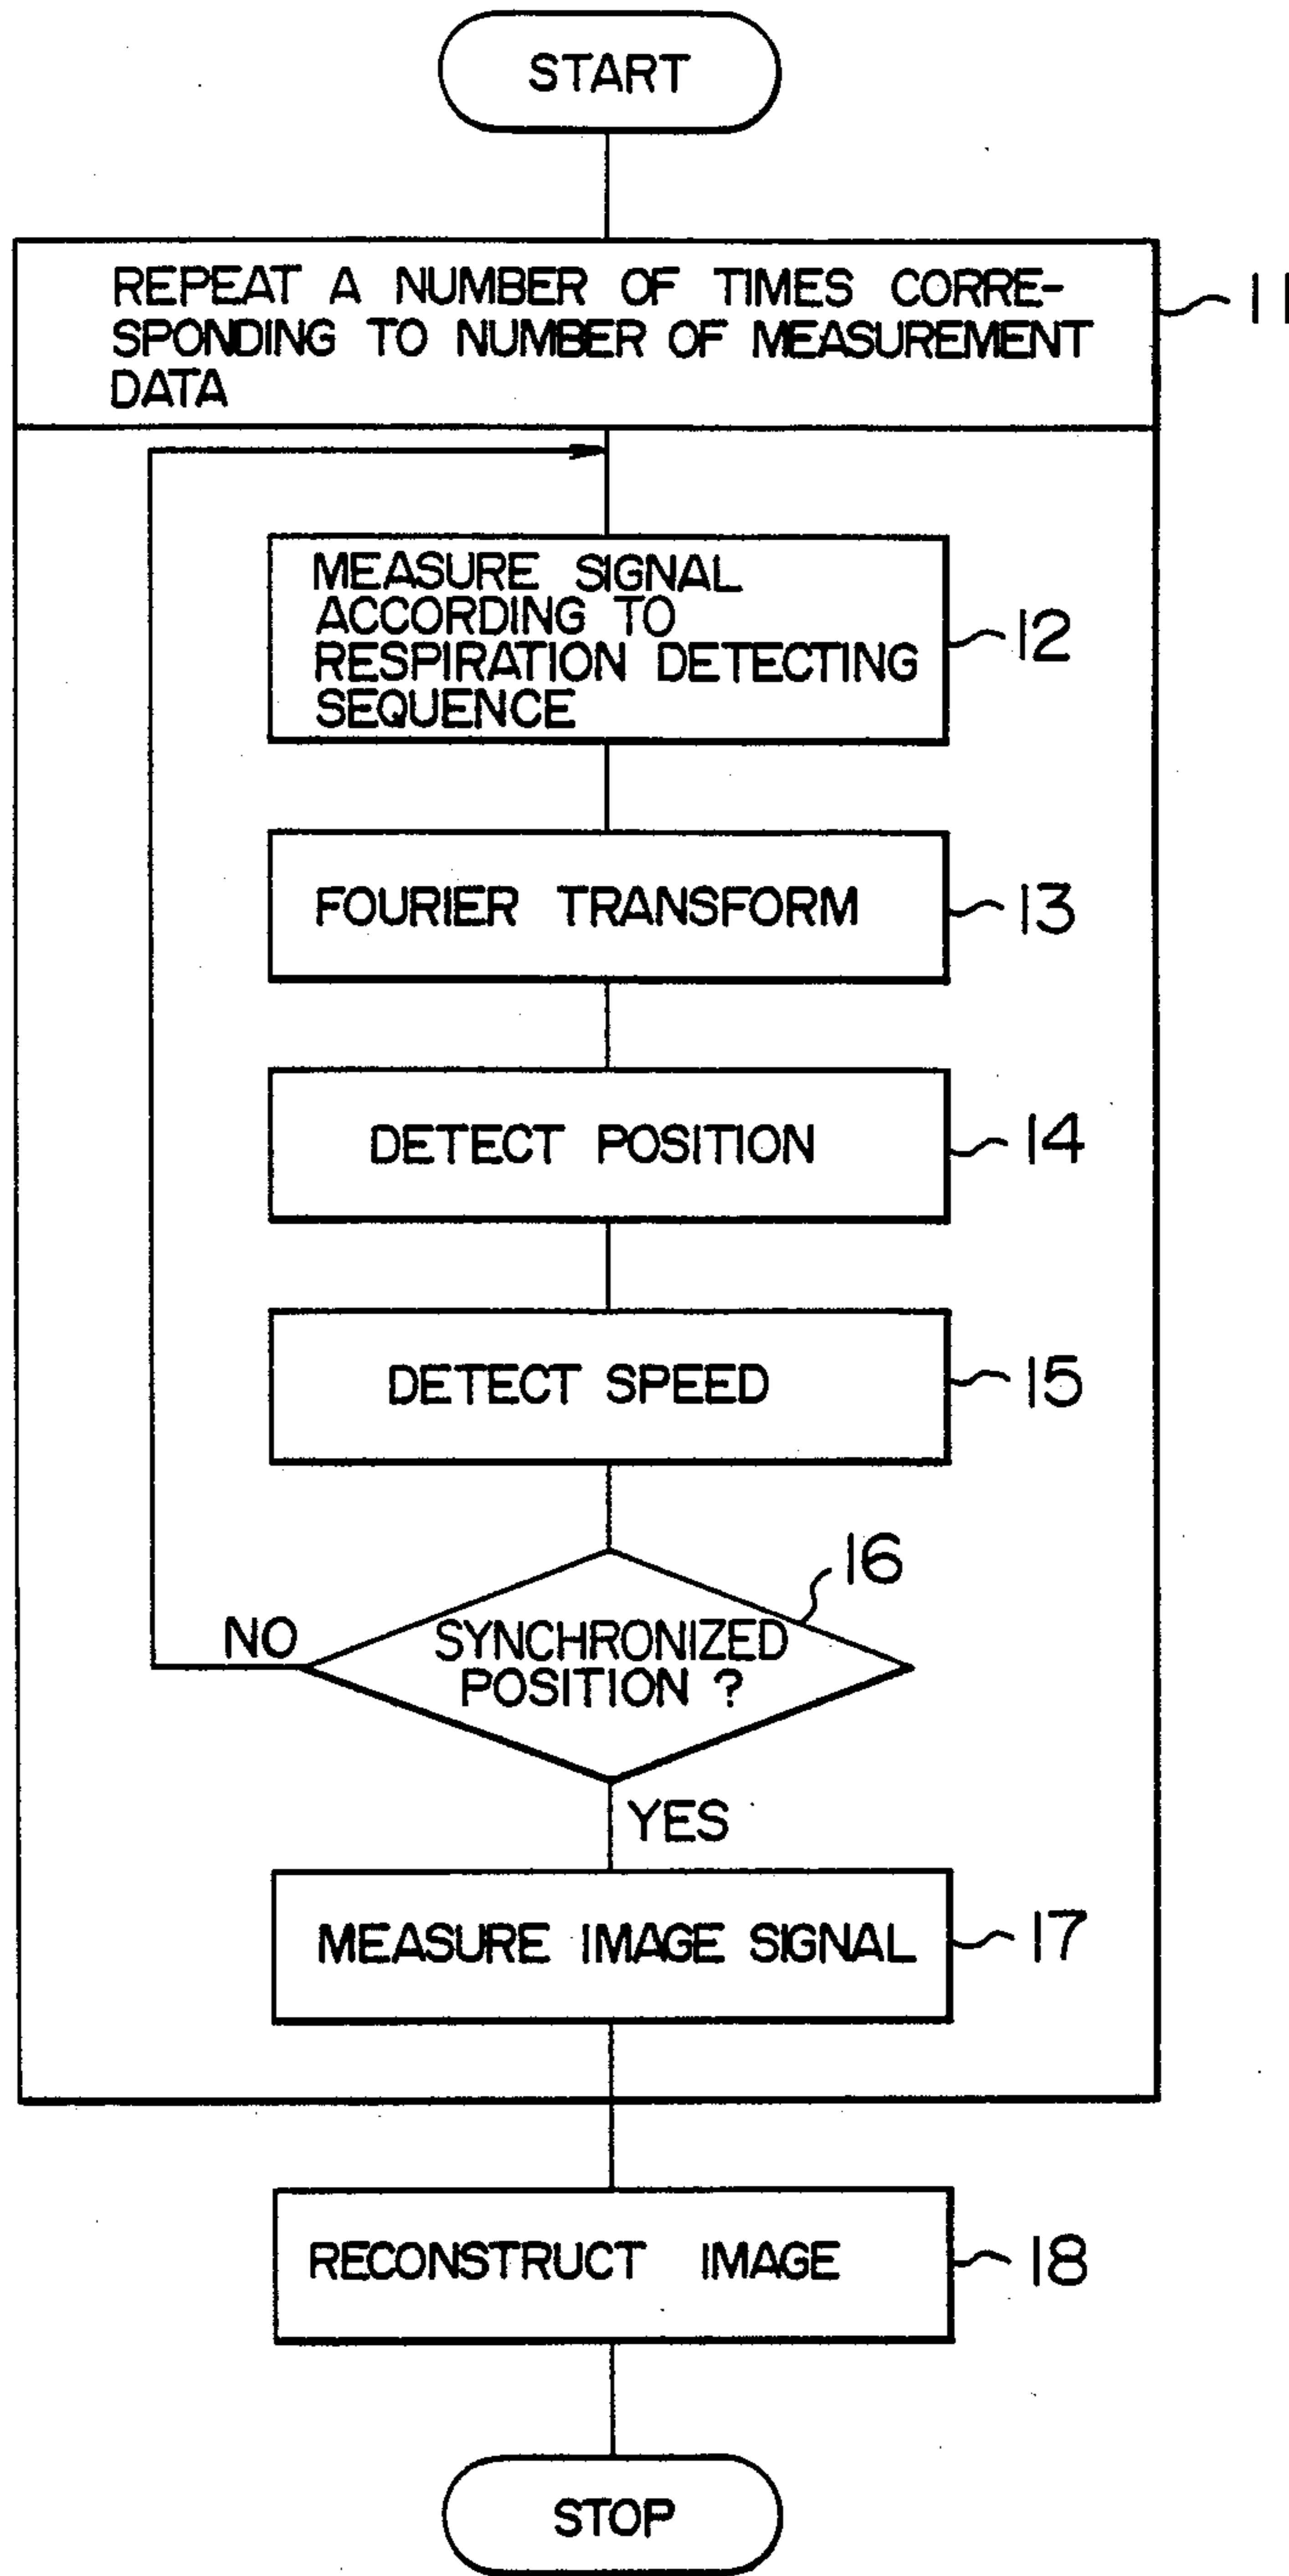 START
REPEAT A NUMBER OF TIMES CORRE-
SPONDING TO NUMBER OF MEASUREMENT
DATA
11
MEASURE SIGNAL
ACCORDING TO
RESPIRATION DETECTING
SEQUENCE
12
FOURIER TRANSFORM
13
DETECT POSITION
14
DETECT SPEED
15
16
NO
SYNCHRONIZED
POSITION ?
YES
MEASURE IMAGE SIGNAL
17
RECONSTRUCT IMAGE
18
STOP